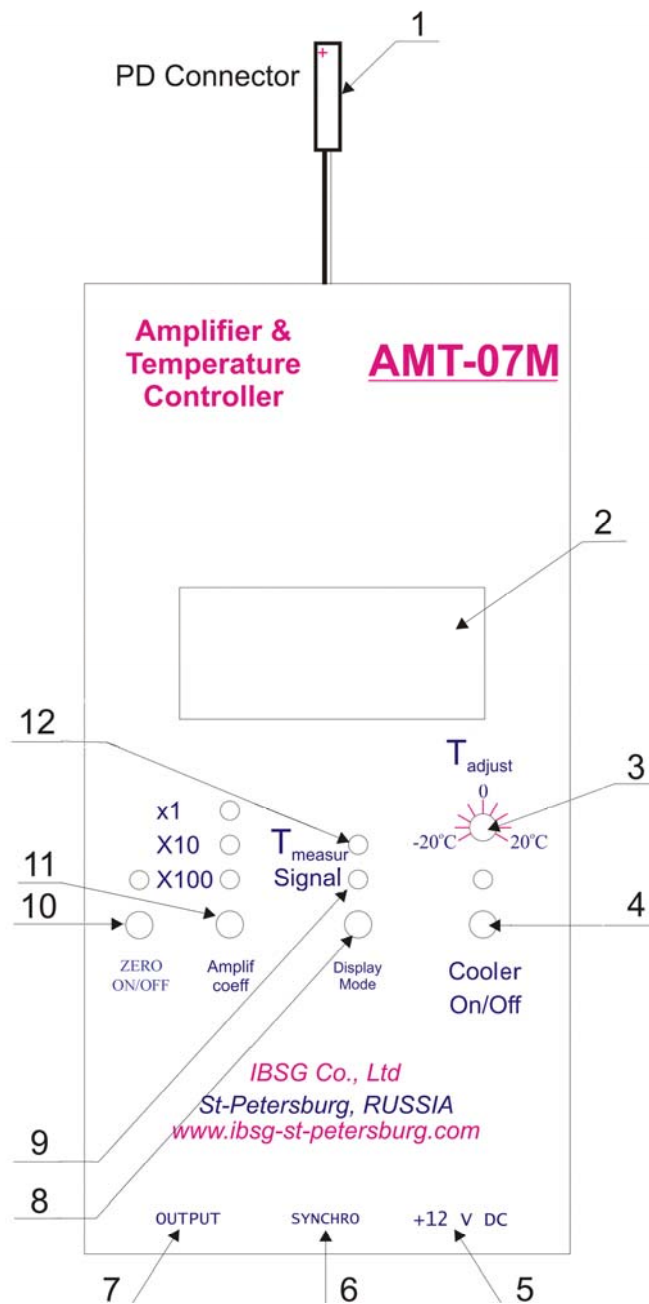 1
PD Connector
+
Amplifier &
Temperature
Controller
AMT-07M
2
12
T adjust
0
3
-20°C 20°C
x1
X10
X100
T measur
Signal
11
10
4
ZERO
ON/OFF
Amplif
coeff
Display
Mode
Cooler
On/Off
IBSG Co., Ltd
St-Petersburg, RUSSIA
www.ibsg-st-petersburg.com
9
8
OUTPUT SYNCHRO +12 V DC
7 6 5